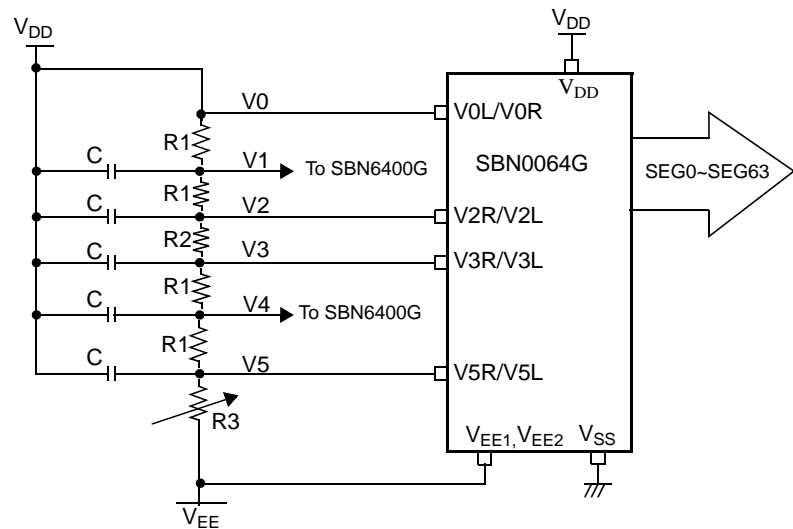 VDD
VDD
VDD
V0
V0L/V0R
R1
C
V1
To SBN6400G
SBN0064G
SEG0~SEG63
R1
C
V2
V2R/V2L
R2
C
V3
V3R/V3L
R1
C
V4
To SBN6400G
R1
C
V5
V5R/V5L
R3
VEE1,VEE2
VSS
VEE